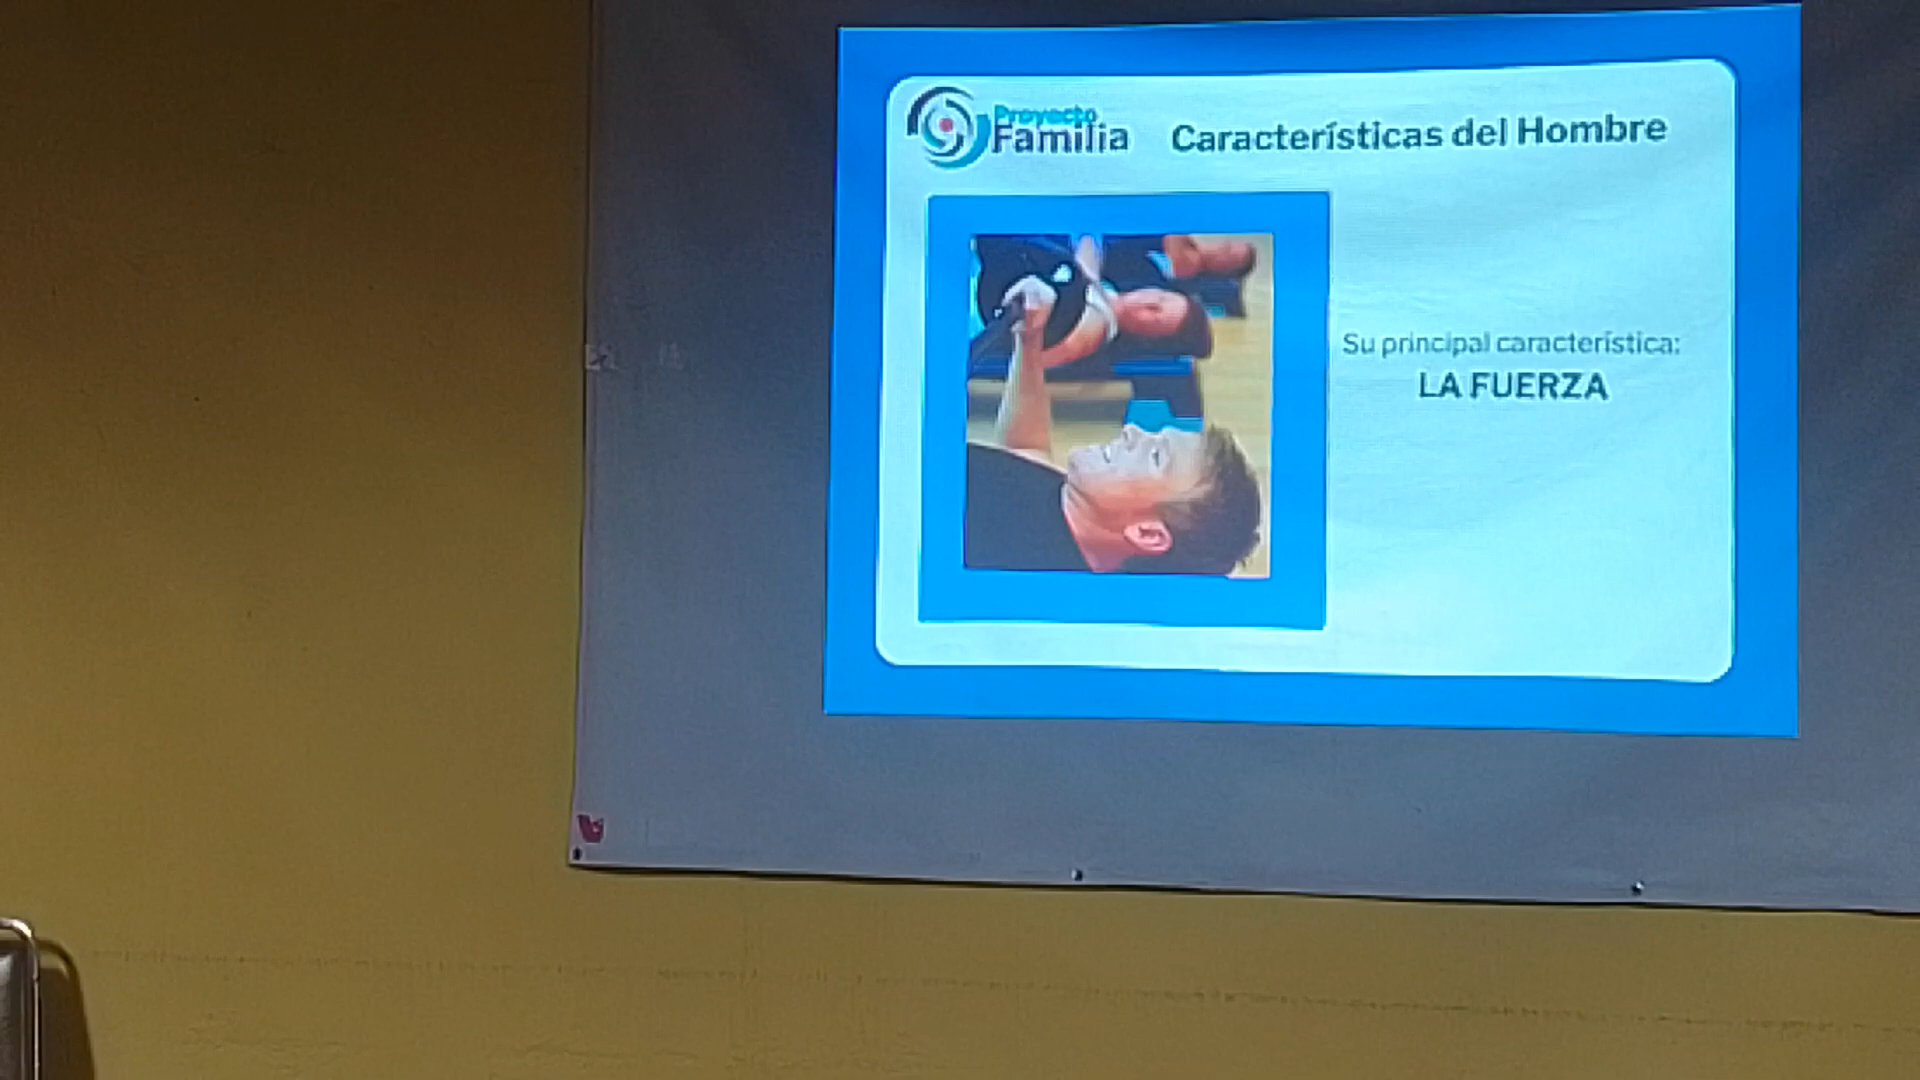 Proyecto
Familia
Características del Hombre
Su principal característica:
LA FUERZA